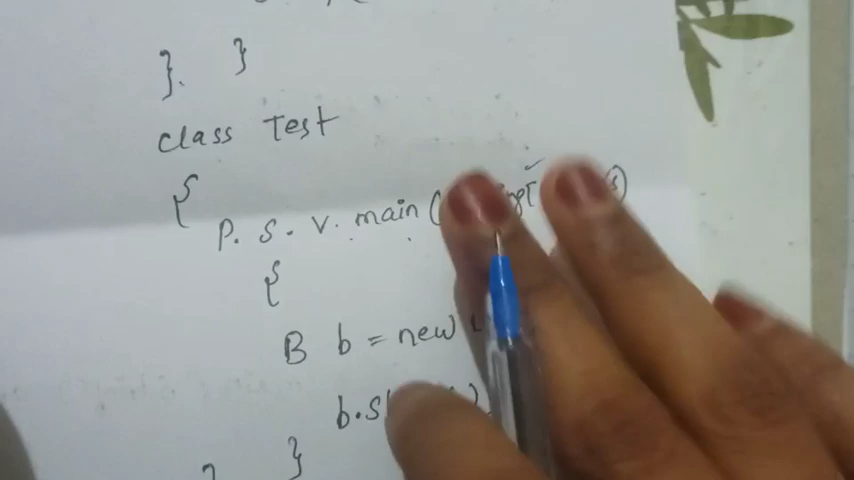 } }
class Test
{
P. S. V. main (
{
B b = new
b.
} }